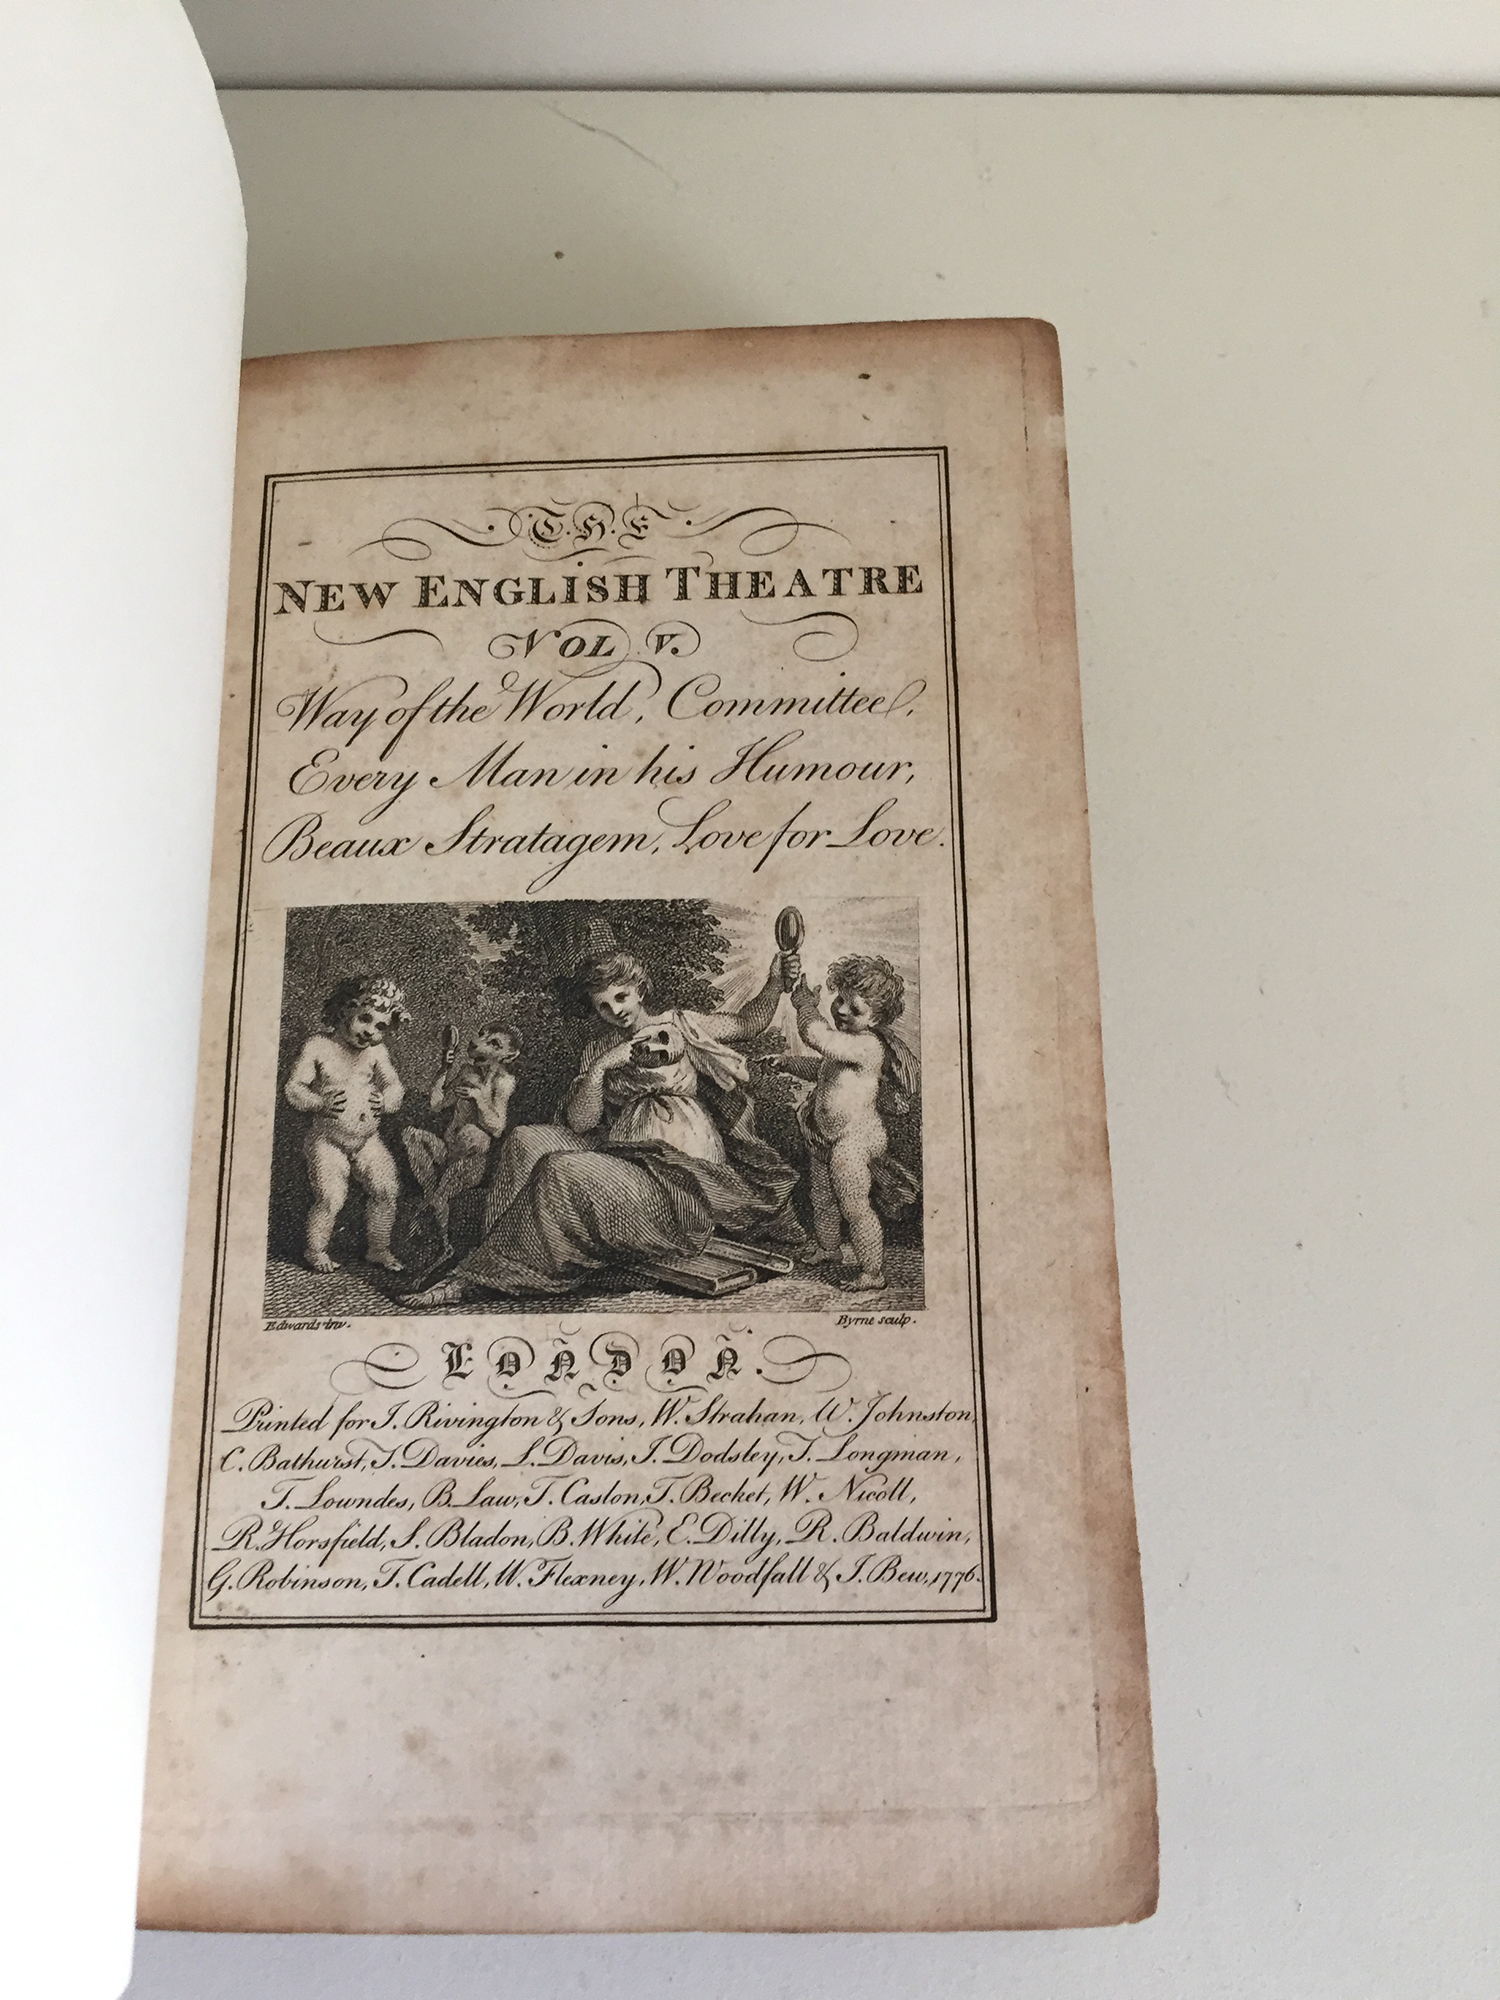 THE
NEW ENGLISH THEATRE
VOL V.
Way of the World, Committee,
Every Man in his Humour,
Beaux Stratagem, Love for Love.
Edwards inv. Byrne sculp.
LONDON.
Printed for J. Rivington & Sons, W. Strahan, W. Johnston,
C. Bathurst, T. Davies, L. Davis, J. Dodsley, T. Longman,
T. Lowndes, B. Law, T. Caslon, T. Becket, W. Nicoll,
R. Horsfield, S. Bladon, B. White, E. Dilly, R. Baldwin,
G. Robinson, T. Cadell, W. Flexney, W. Woodfall & J. Bew, 1776.